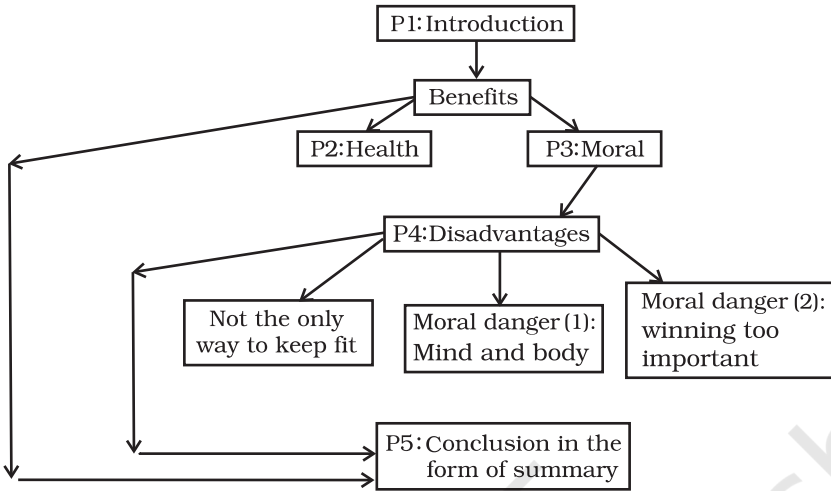 P1:Introduction
Benefits
P2:Health
P3:Moral
P4:Disadvantages
Not the only
way to keep fit
Moral danger (1):
Mind and body
Moral danger (2):
winning too
important
P5:Conclusion in the
form of summary